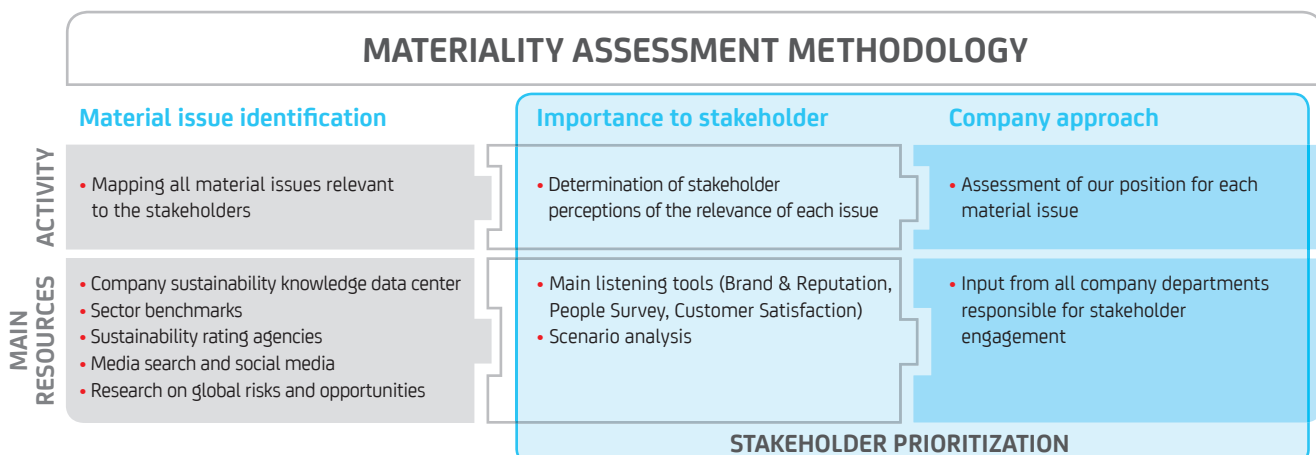 MATERIALITY ASSESSMENT METHODOLOGY
Material issue identification
Importance to stakeholder
Company approach
ACTIVITY
• Mapping all material issues relevant
to the stakeholders
• Determination of stakeholder
perceptions of the relevance of each issue
• Assessment of our position for each
material issue
MAIN
RESOURCES
• Company sustainability knowledge data center
• Sector benchmarks
• Sustainability rating agencies
• Media search and social media
• Research on global risks and opportunities
• Main listening tools (Brand & Reputation,
People Survey, Customer Satisfaction)
• Scenario analysis
• Input from all company departments
responsible for stakeholder
engagement
STAKEHOLDER PRIORITIZATION